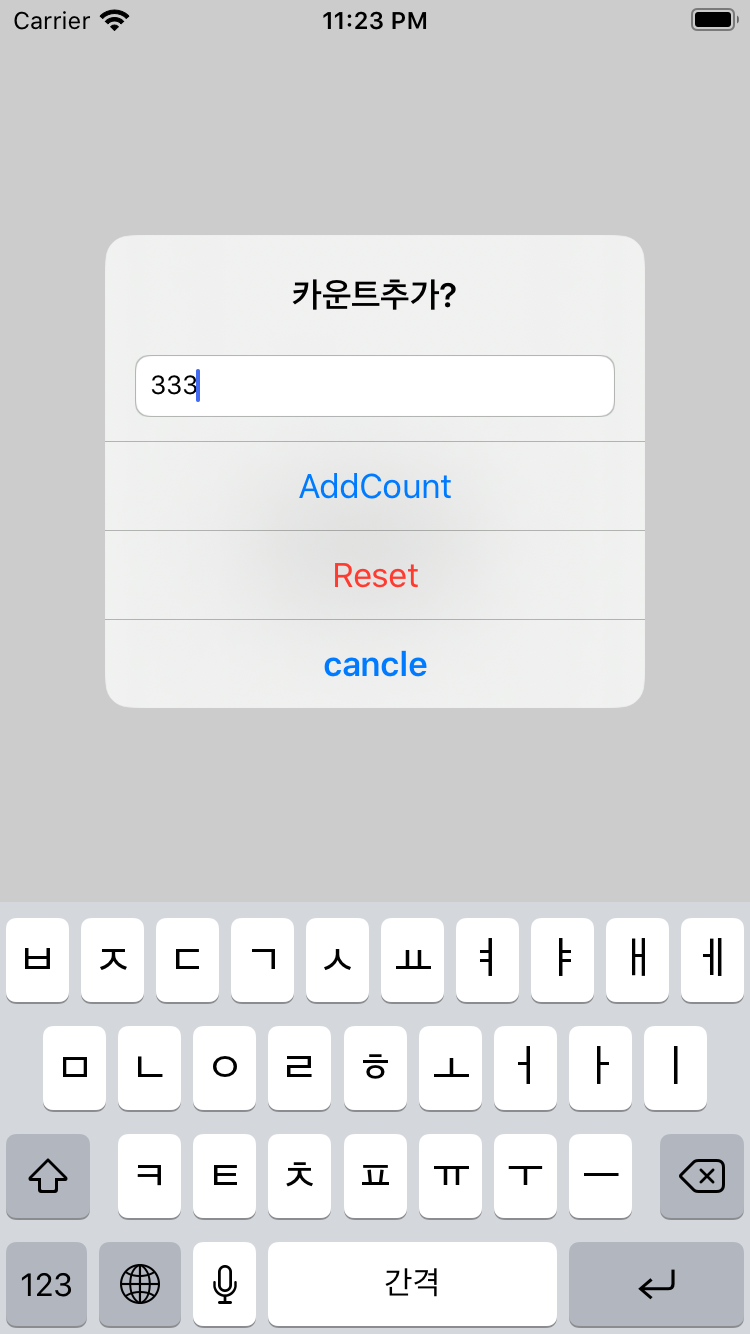 Carrier 11:23 PM
카운트추가?
333
AddCount
Reset
cancle
ㅂ ㅈ ㄷ ㄱ ㅅ ㅛ ㅕ ㅑ ㅐ ㅔ
ㅁ ㄴ ㅇ ㄹ ㅎ ㅗ ㅓ ㅏ ㅣ
ㅋ ㅌ ㅊ ㅍ ㅠ ㅜ ㅡ
123 간격